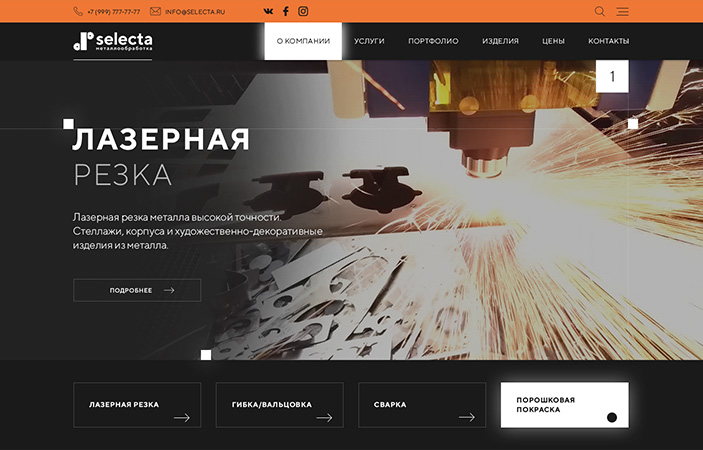 +7 (999) 777-77-77 INFO@SELECTA.RU
selecta
металлообработка
О КОМПАНИИ УСЛУГИ ПОРТФОЛИО ИЗДЕЛИЯ ЦЕНЫ КОНТАКТЫ
1
ЛАЗЕРНАЯ
РЕЗКА
Лазерная резка металла высокой точности.
Стеллажи, корпуса и художественно-декоративные
изделия из металла.
ПОДРОБНЕЕ
ЛАЗЕРНАЯ РЕЗКА
ГИБКА/ВАЛЬЦОВКА
СВАРКА
ПОРОШКОВАЯ
ПОКРАСКА